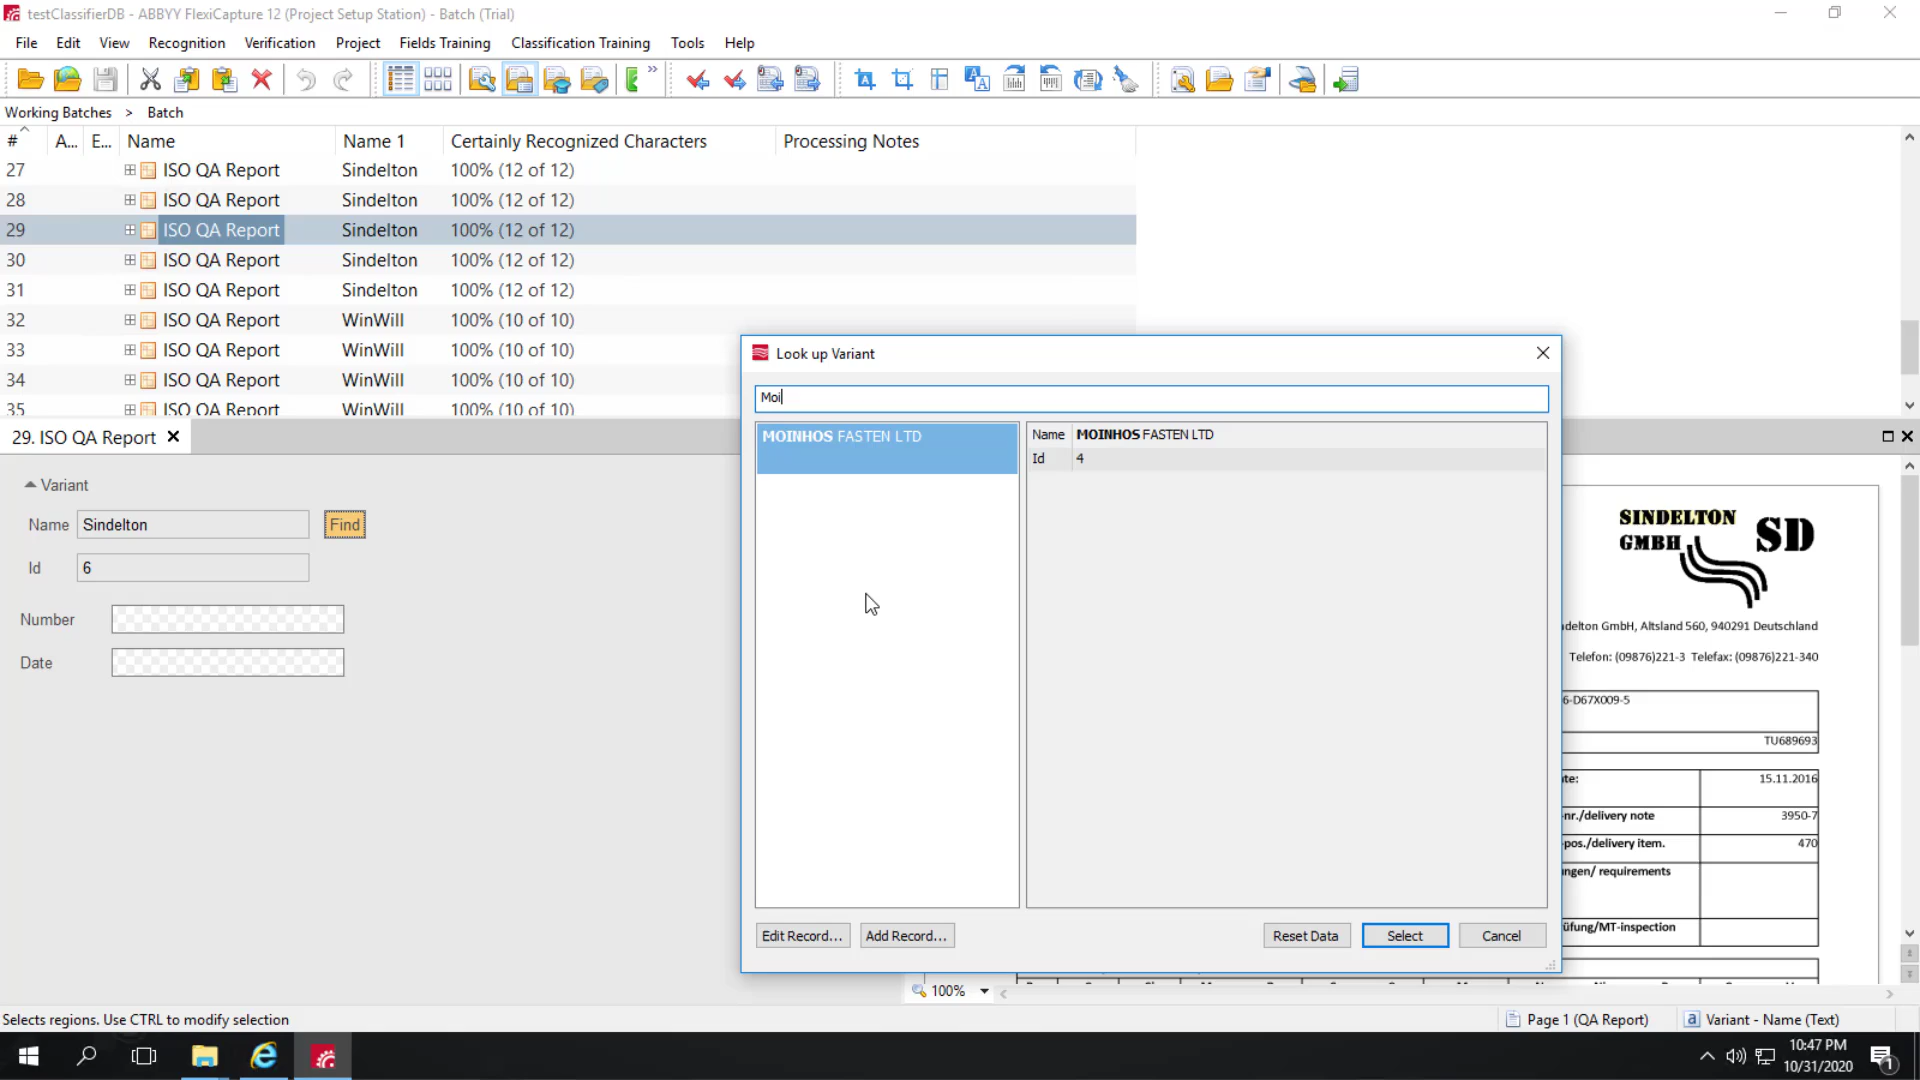 testClassifierDB - ABBYY FlexiCapture 12 (Project Setup Station) - Batch (Trial)
File Edit View Recognition Verification Project Fields Training Classification Training Tools Help
Working Batches > Batch
# A... E... Name Name 1 Certainly Recognized Characters Processing Notes
27 ISO QA Report Sindelton 100% (12 of 12)
28 ISO QA Report Sindelton 100% (12 of 12)
29 ISO QA Report Sindelton 100% (12 of 12)
30 ISO QA Report Sindelton 100% (12 of 12)
31 ISO QA Report Sindelton 100% (12 of 12)
32 ISO QA Report WinWill 100% (10 of 10)
33 ISO QA Report WinWill 100% (10 of 10)
34 ISO QA Report WinWill 100% (10 of 10)
35 ISO QA Report WinWill 100% (10 of 10)
29. ISO QA Report
Variant
Name Sindelton Find
Id 6
Number
Date
Look up Variant
Moi
MOINHOS FASTEN LTD
Name MOINHOS FASTEN LTD
Id 4
Edit Record... Add Record... Reset Data Select Cancel
SINDELTON
GMBH
SD
delton GmbH, Altsland 560, 940291 Deutschland
Telefon: (09876)221-3 Telefax: (09876)221-340
6-D67X009-5
TU689693
te: 15.11.2016
-nr./delivery note 3950-7
-pos./delivery item. 470
ngen/ requirements
üfung/MT-inspection
100%
Selects regions. Use CTRL to modify selection
Page 1 (QA Report)
Variant - Name (Text)
10:47 PM
10/31/2020
1